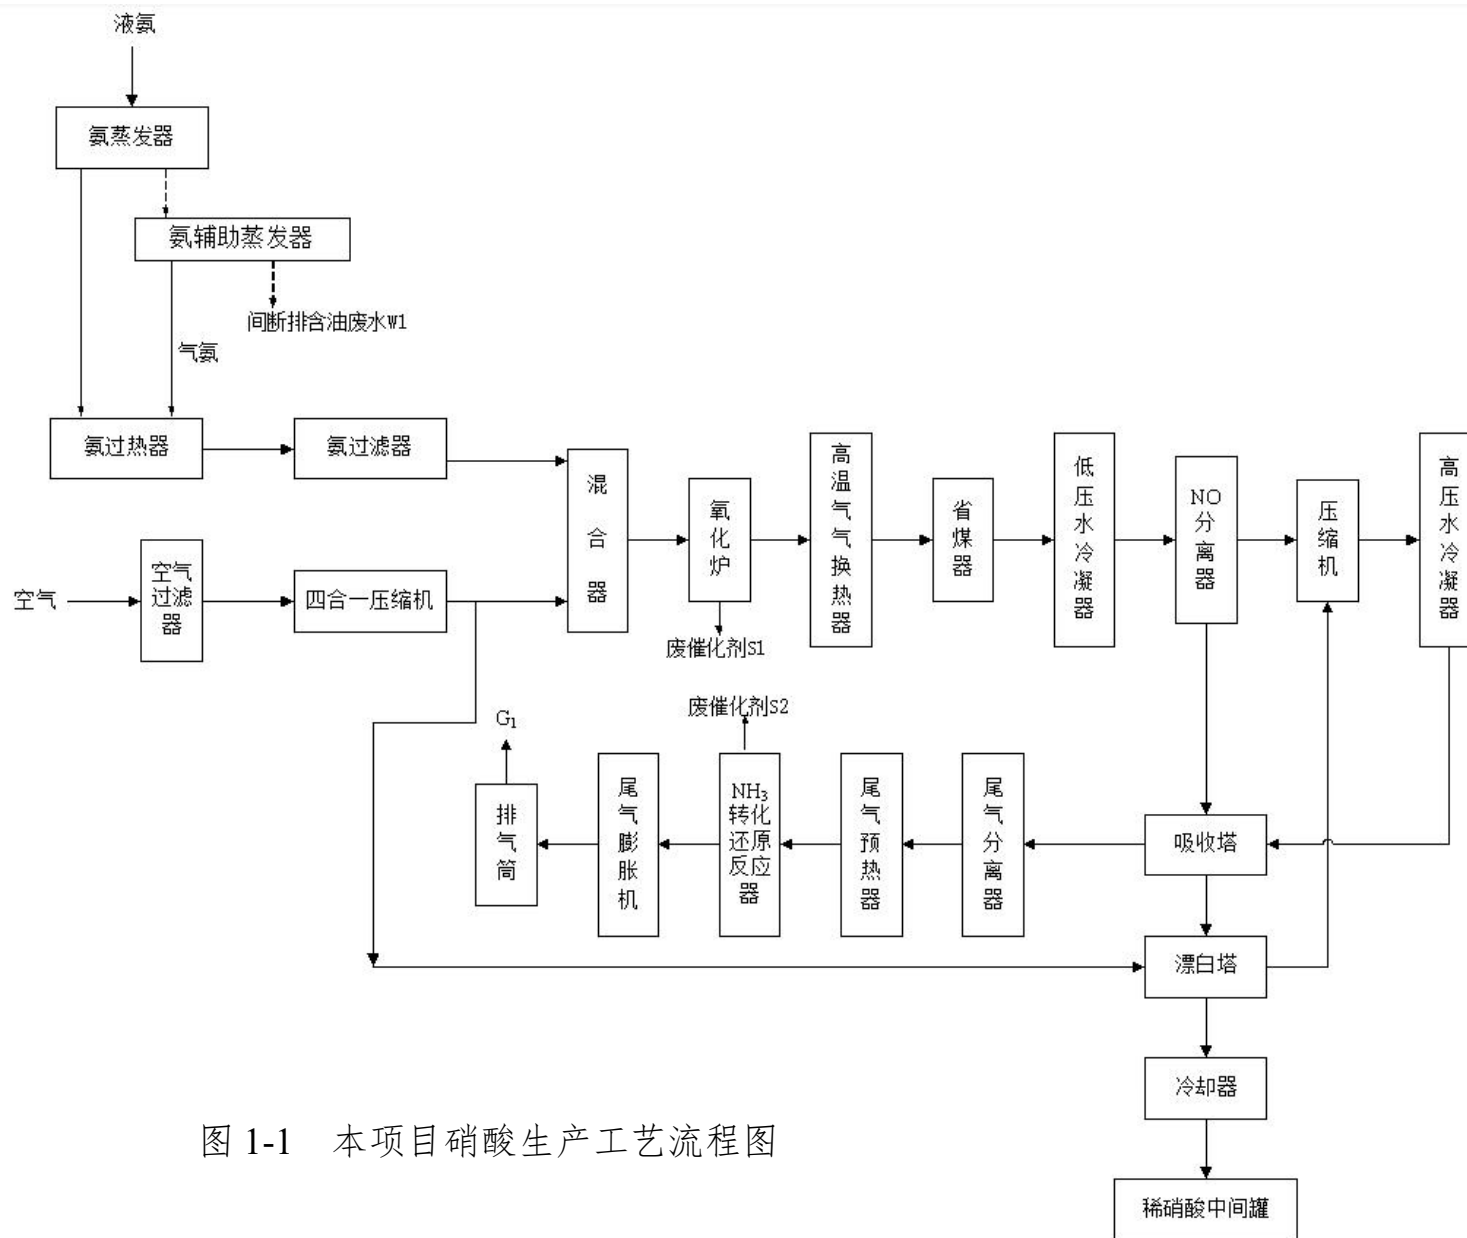 液氨
氨蒸发器
氨辅助蒸发器
间断排含油废水W1
气氨
氨过热器
氨过滤器
混合器
氧化炉
高温气气换热器
省煤器
低压水冷凝器
NO分离器
压缩机
高压水冷凝器
空气
空气过滤器
四合一压缩机
废催化剂S1
废催化剂S2
G₁
排气筒
尾气膨胀机
NH₃转化还原反应器
尾气预热器
尾气分离器
吸收塔
漂白塔
冷却器
稀硝酸中间罐
图 1-1 本项目硝酸生产工艺流程图